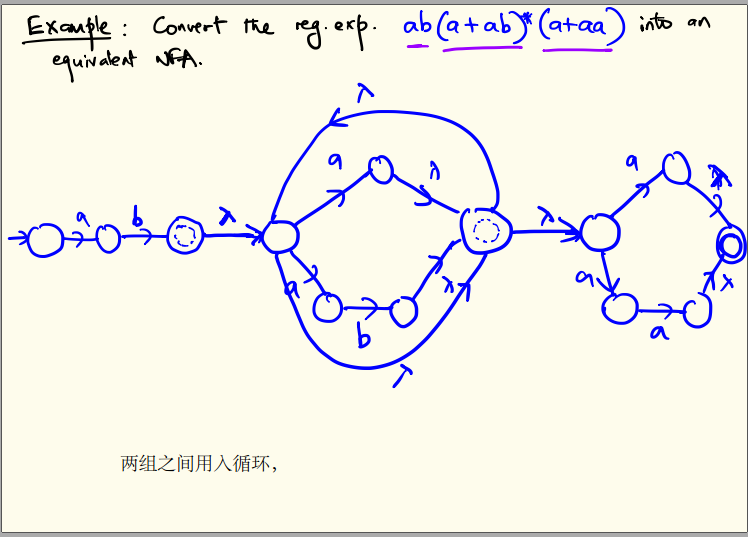 Example : Convert the reg. exp. ab(a+ab)*(a+aa) into an
equivalent NFA.
λ
a
λ
a
b
λ
λ
a
λ
a
b
λ
λ
a
a
λ
两组之间用入循环，